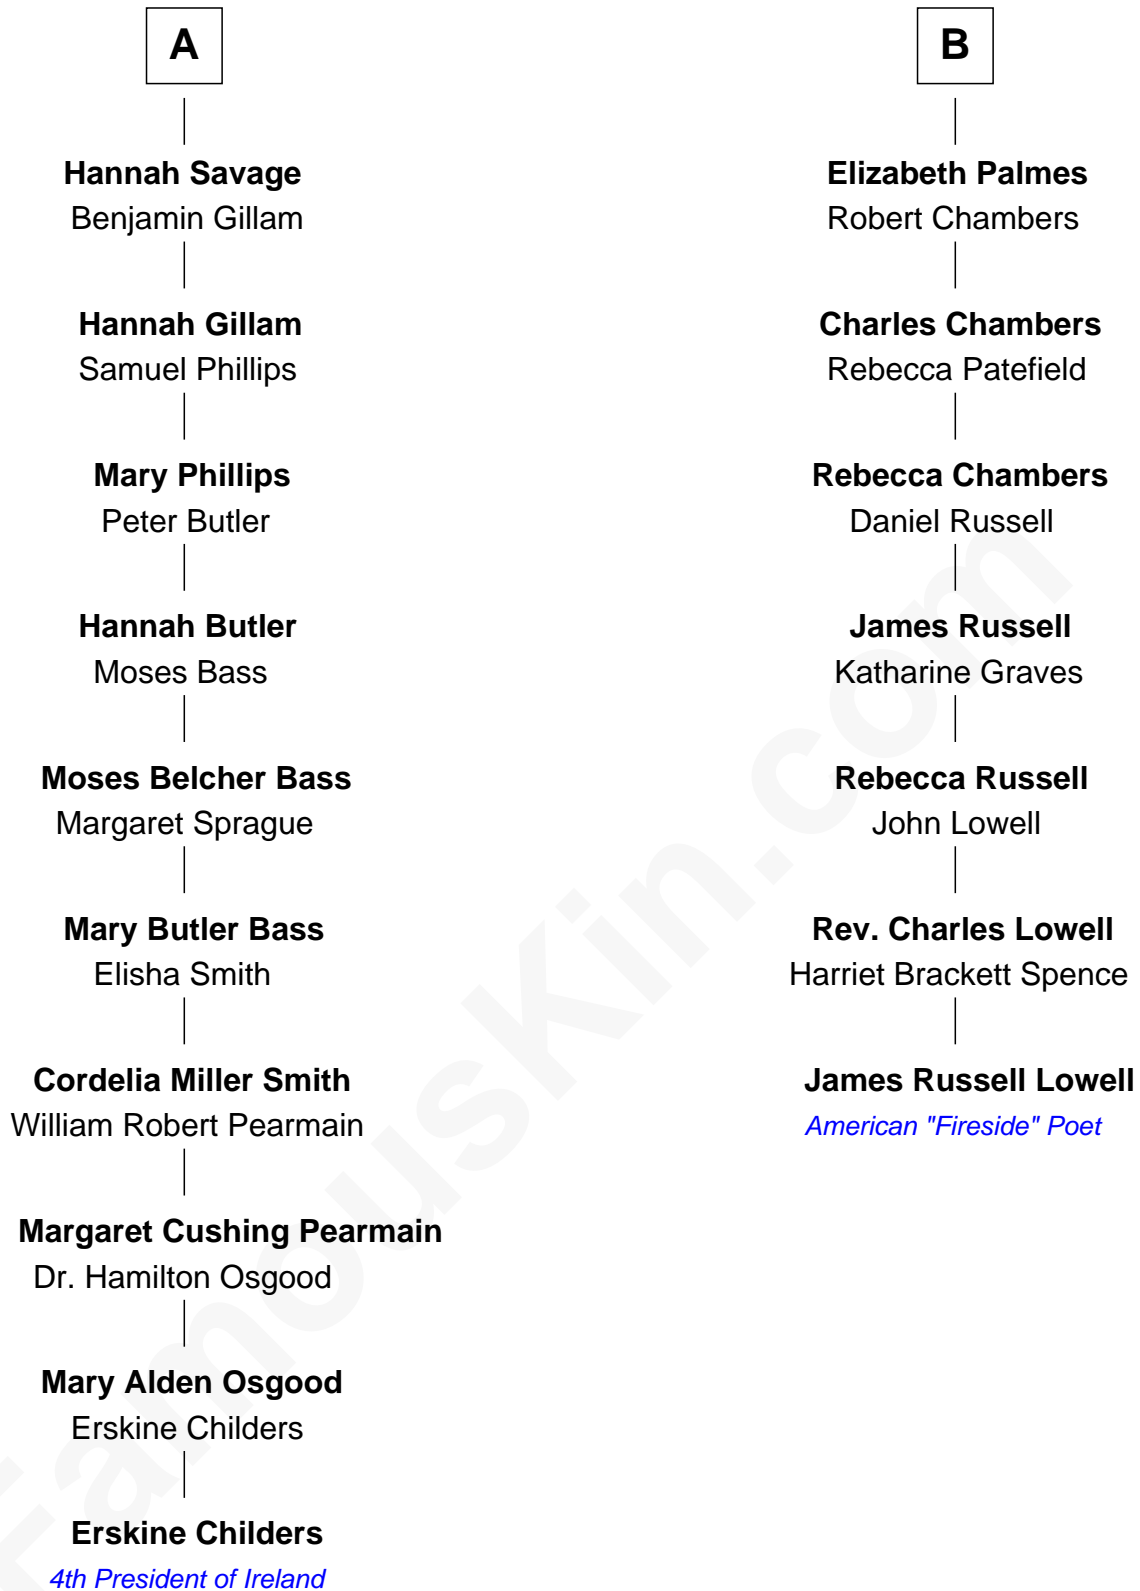 A
Hannah Savage
Benjamin Gillam
Hannah Gillam
Samuel Phillips
Mary Phillips
Peter Butler
Hannah Butler
Moses Bass
Moses Belcher Bass
Margaret Sprague
Mary Butler Bass
Elisha Smith
Cordelia Miller Smith
William Robert Pearmain
Margaret Cushing Pearmain
Dr. Hamilton Osgood
Mary Alden Osgood
Erskine Childers
Erskine Childers
4th President of Ireland
B
Elizabeth Palmes
Robert Chambers
Charles Chambers
Rebecca Patefield
Rebecca Chambers
Daniel Russell
James Russell
Katharine Graves
Rebecca Russell
John Lowell
Rev. Charles Lowell
Harriet Brackett Spence
James Russell Lowell
American "Fireside" Poet
FamousKin.com